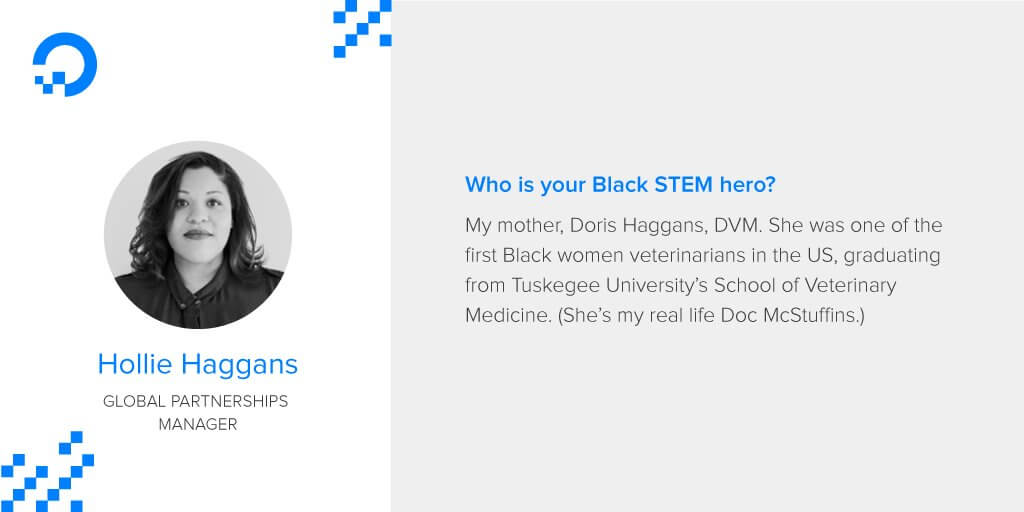 Hollie Haggans
GLOBAL PARTNERSHIPS
MANAGER
Who is your Black STEM hero?
My mother, Doris Haggans, DVM. She was one of the
first Black women veterinarians in the US, graduating
from Tuskegee University’s School of Veterinary
Medicine. (She’s my real life Doc McStuffins.)